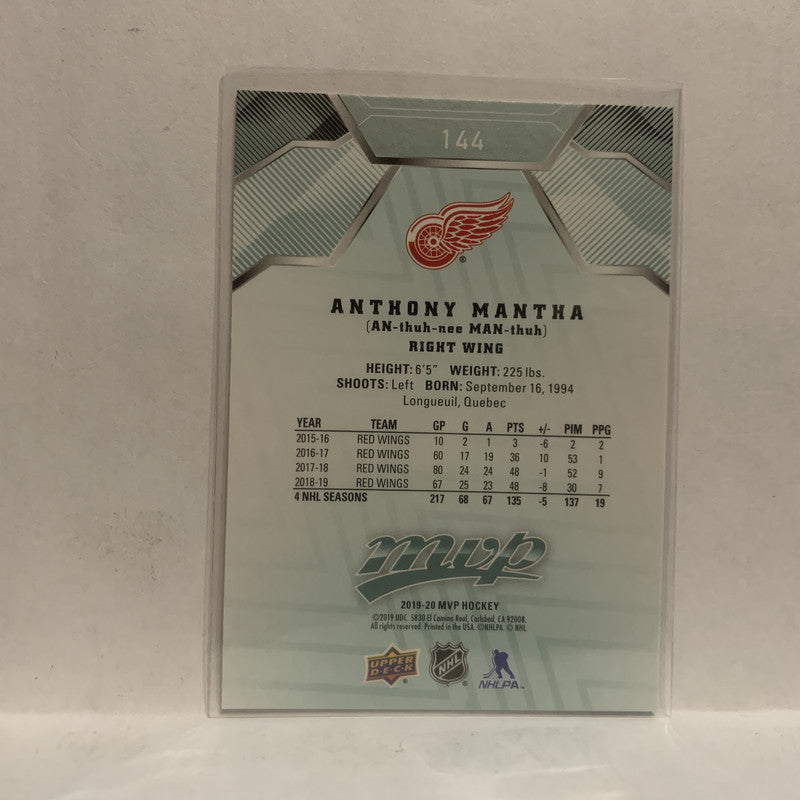 144
®
ANTHONY MANTHA
(AN-thuh-nee MAN-thuh)
RIGHT WING
HEIGHT: 6'5" WEIGHT: 225 lbs.
SHOOTS: Left BORN: September 16, 1994
Longueuil, Quebec
YEAR TEAM GP G A PTS +/- PIM PPG
2015-16 RED WINGS 10 2 1 3 -6 2 2
2016-17 RED WINGS 60 17 19 36 10 53 1
2017-18 RED WINGS 80 24 24 48 -1 52 9
2018-19 RED WINGS 67 25 23 48 -8 30 7
4 NHL SEASONS 217 68 67 135 -5 137 19
mvp
2019-20 MVP HOCKEY
©2019 UDC. 5830 El Camino Real, Carlsbad, CA 92008.
All rights reserved. Printed in the USA. ©NHLPA. © NHL.
UPPER DECK ® NHL ® NHLPA™